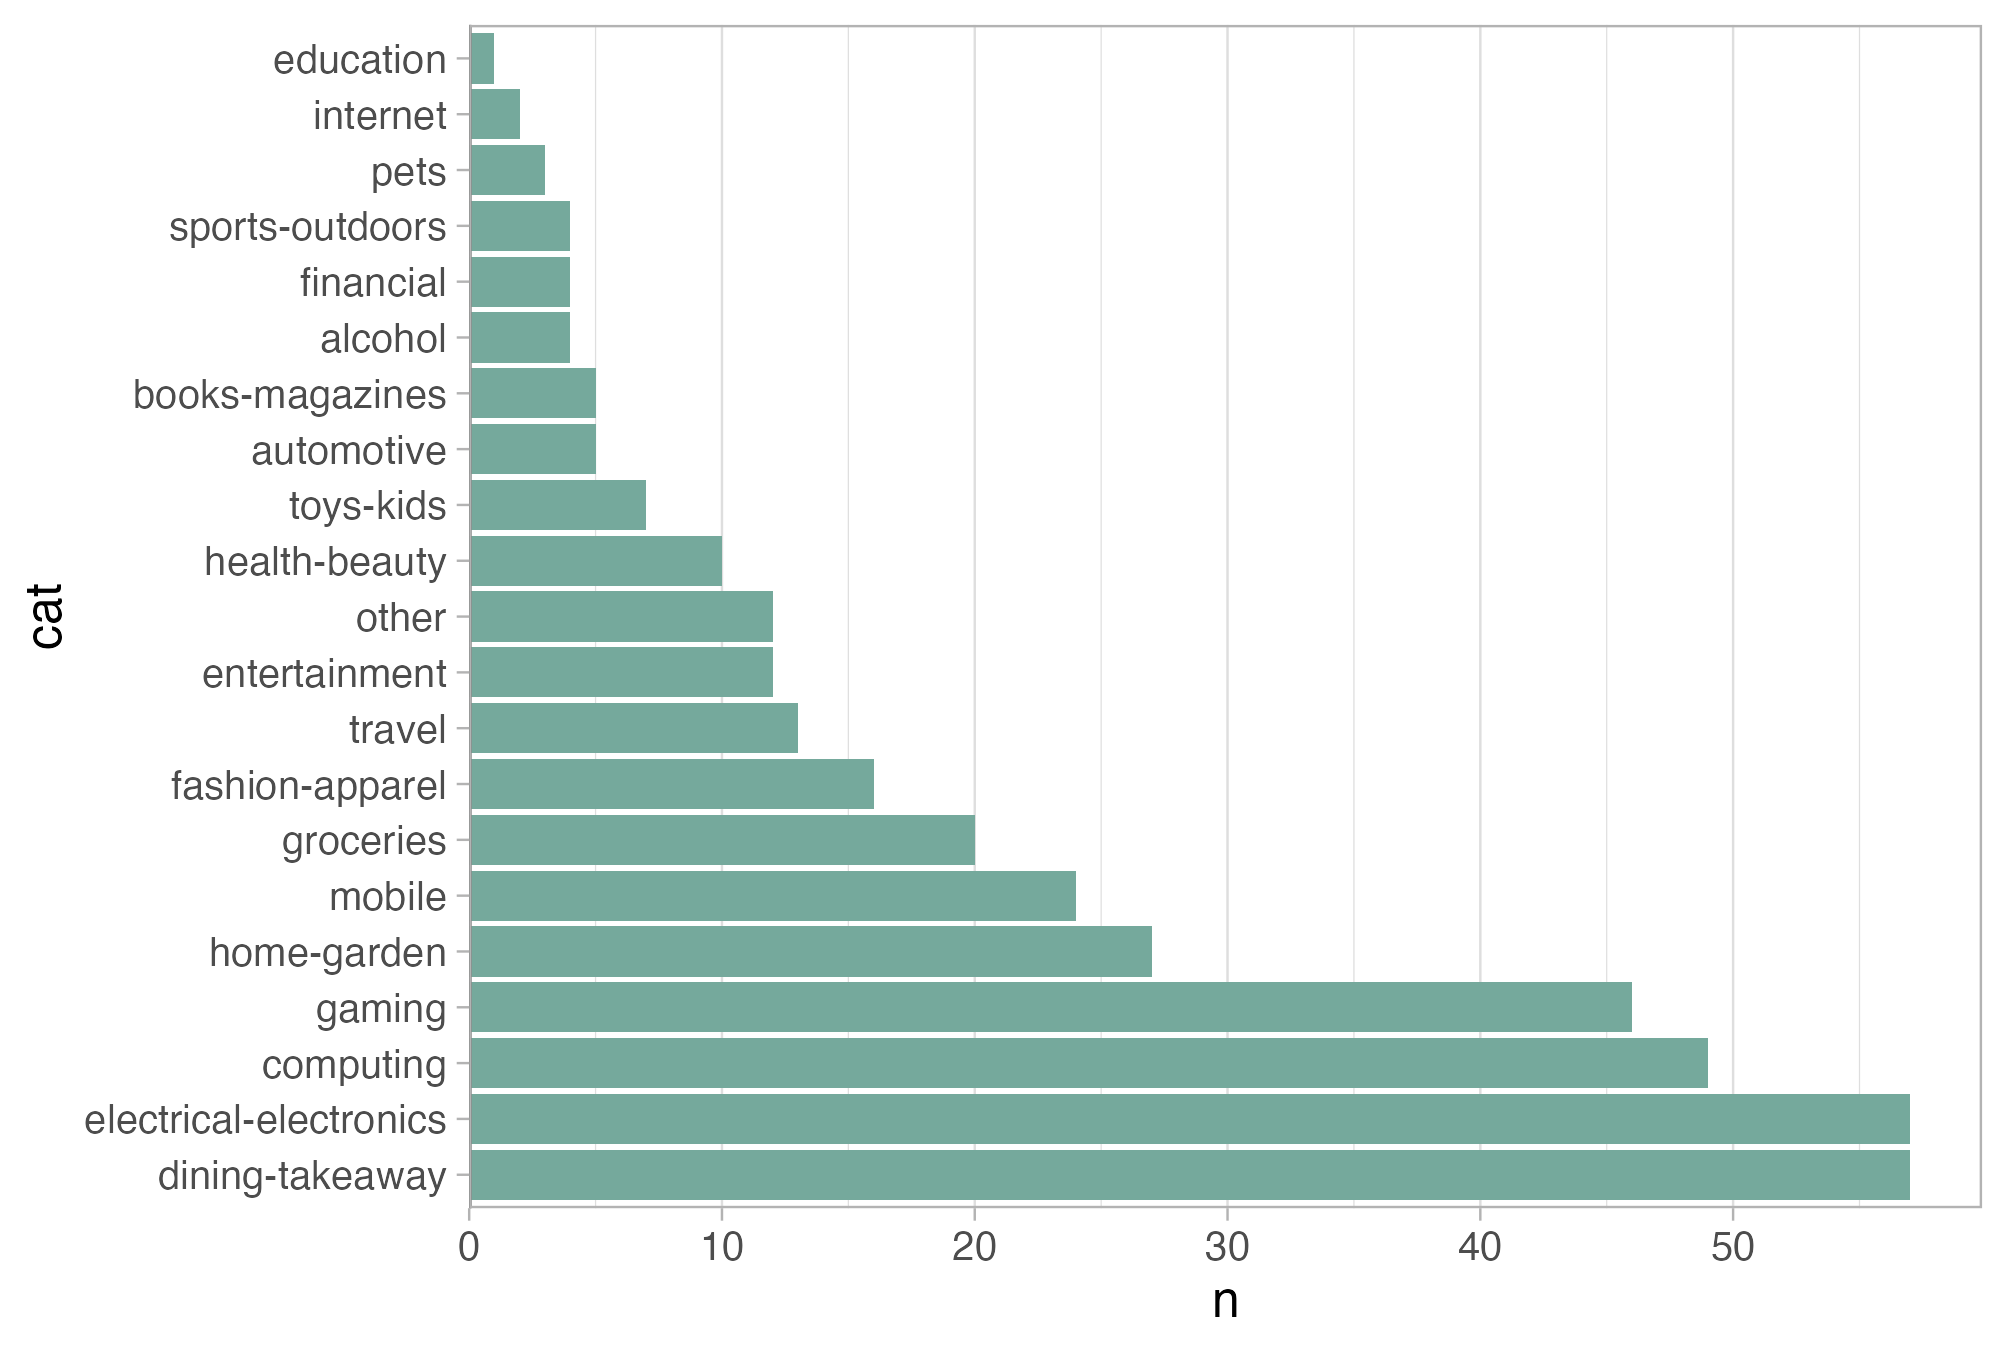 education
internet
pets
sports-outdoors
financial
alcohol
books-magazines
automotive
toys-kids
health-beauty
other
entertainment
travel
fashion-apparel
groceries
mobile
home-garden
gaming
computing
electrical-electronics
dining-takeaway
cat
0 10 20 30 40 50
n